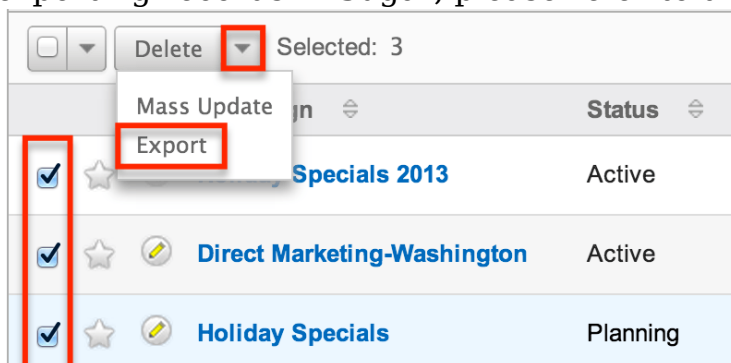 Delete Selected: 3
Mass Update
Status
Export
Specials 2013 Active
Direct Marketing-Washington Active
Holiday Specials Planning